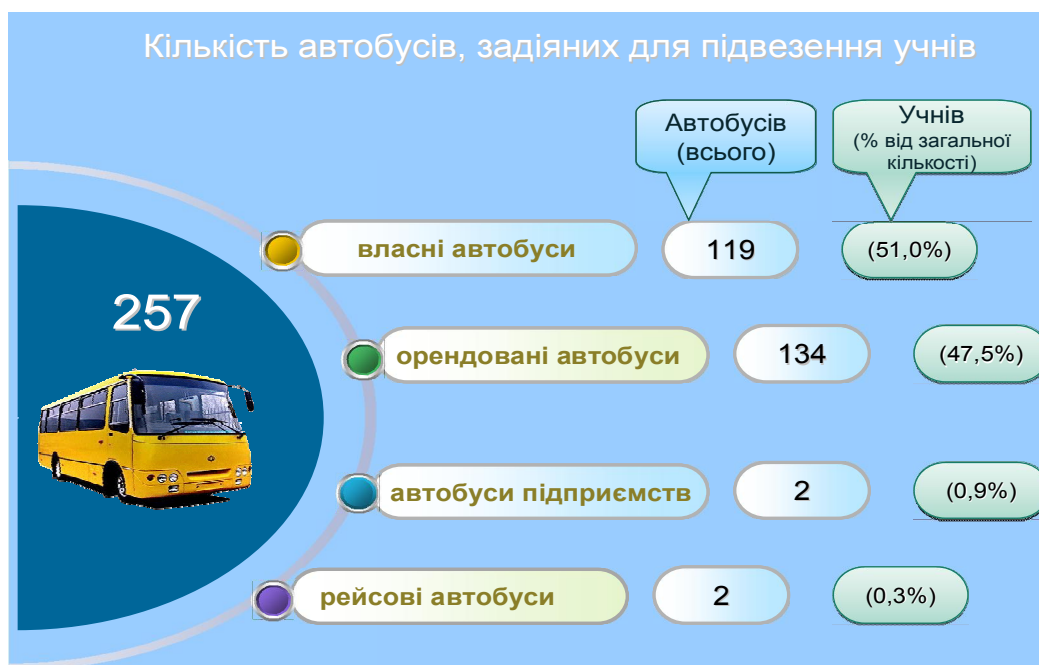 Кількість автобусів, задіяних для підвезення учнів
Автобусів
(всього)
Учнів
(% від загальної
кількості)
257
власні автобуси
119
(51,0%)
орендовані автобуси
134
(47,5%)
автобуси підприємств
2
(0,9%)
рейсові автобуси
2
(0,3%)